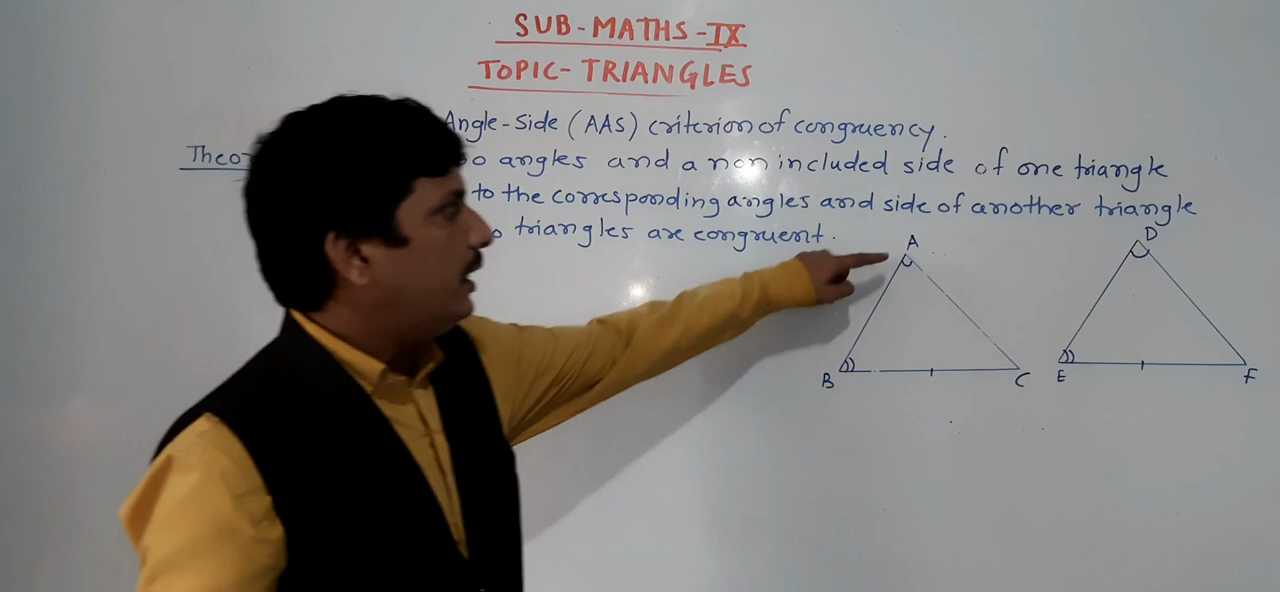 SUB-MATHS-IX
TOPIC-TRIANGLES
Angle-Side (AAS) criterion of congruency.
angles and a non included side of one triangle
to the corresponding angles and side of another triangle
triangles are congruent.
A
D
B
C
E
F